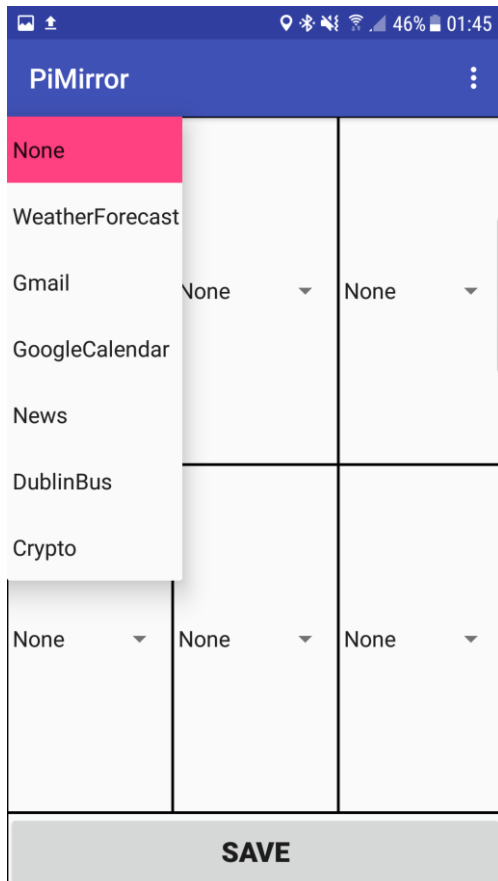 46% 01:45
PiMirror
None
WeatherForecast
Gmail
None None
GoogleCalendar
News
DublinBus
Crypto
None None None
SAVE